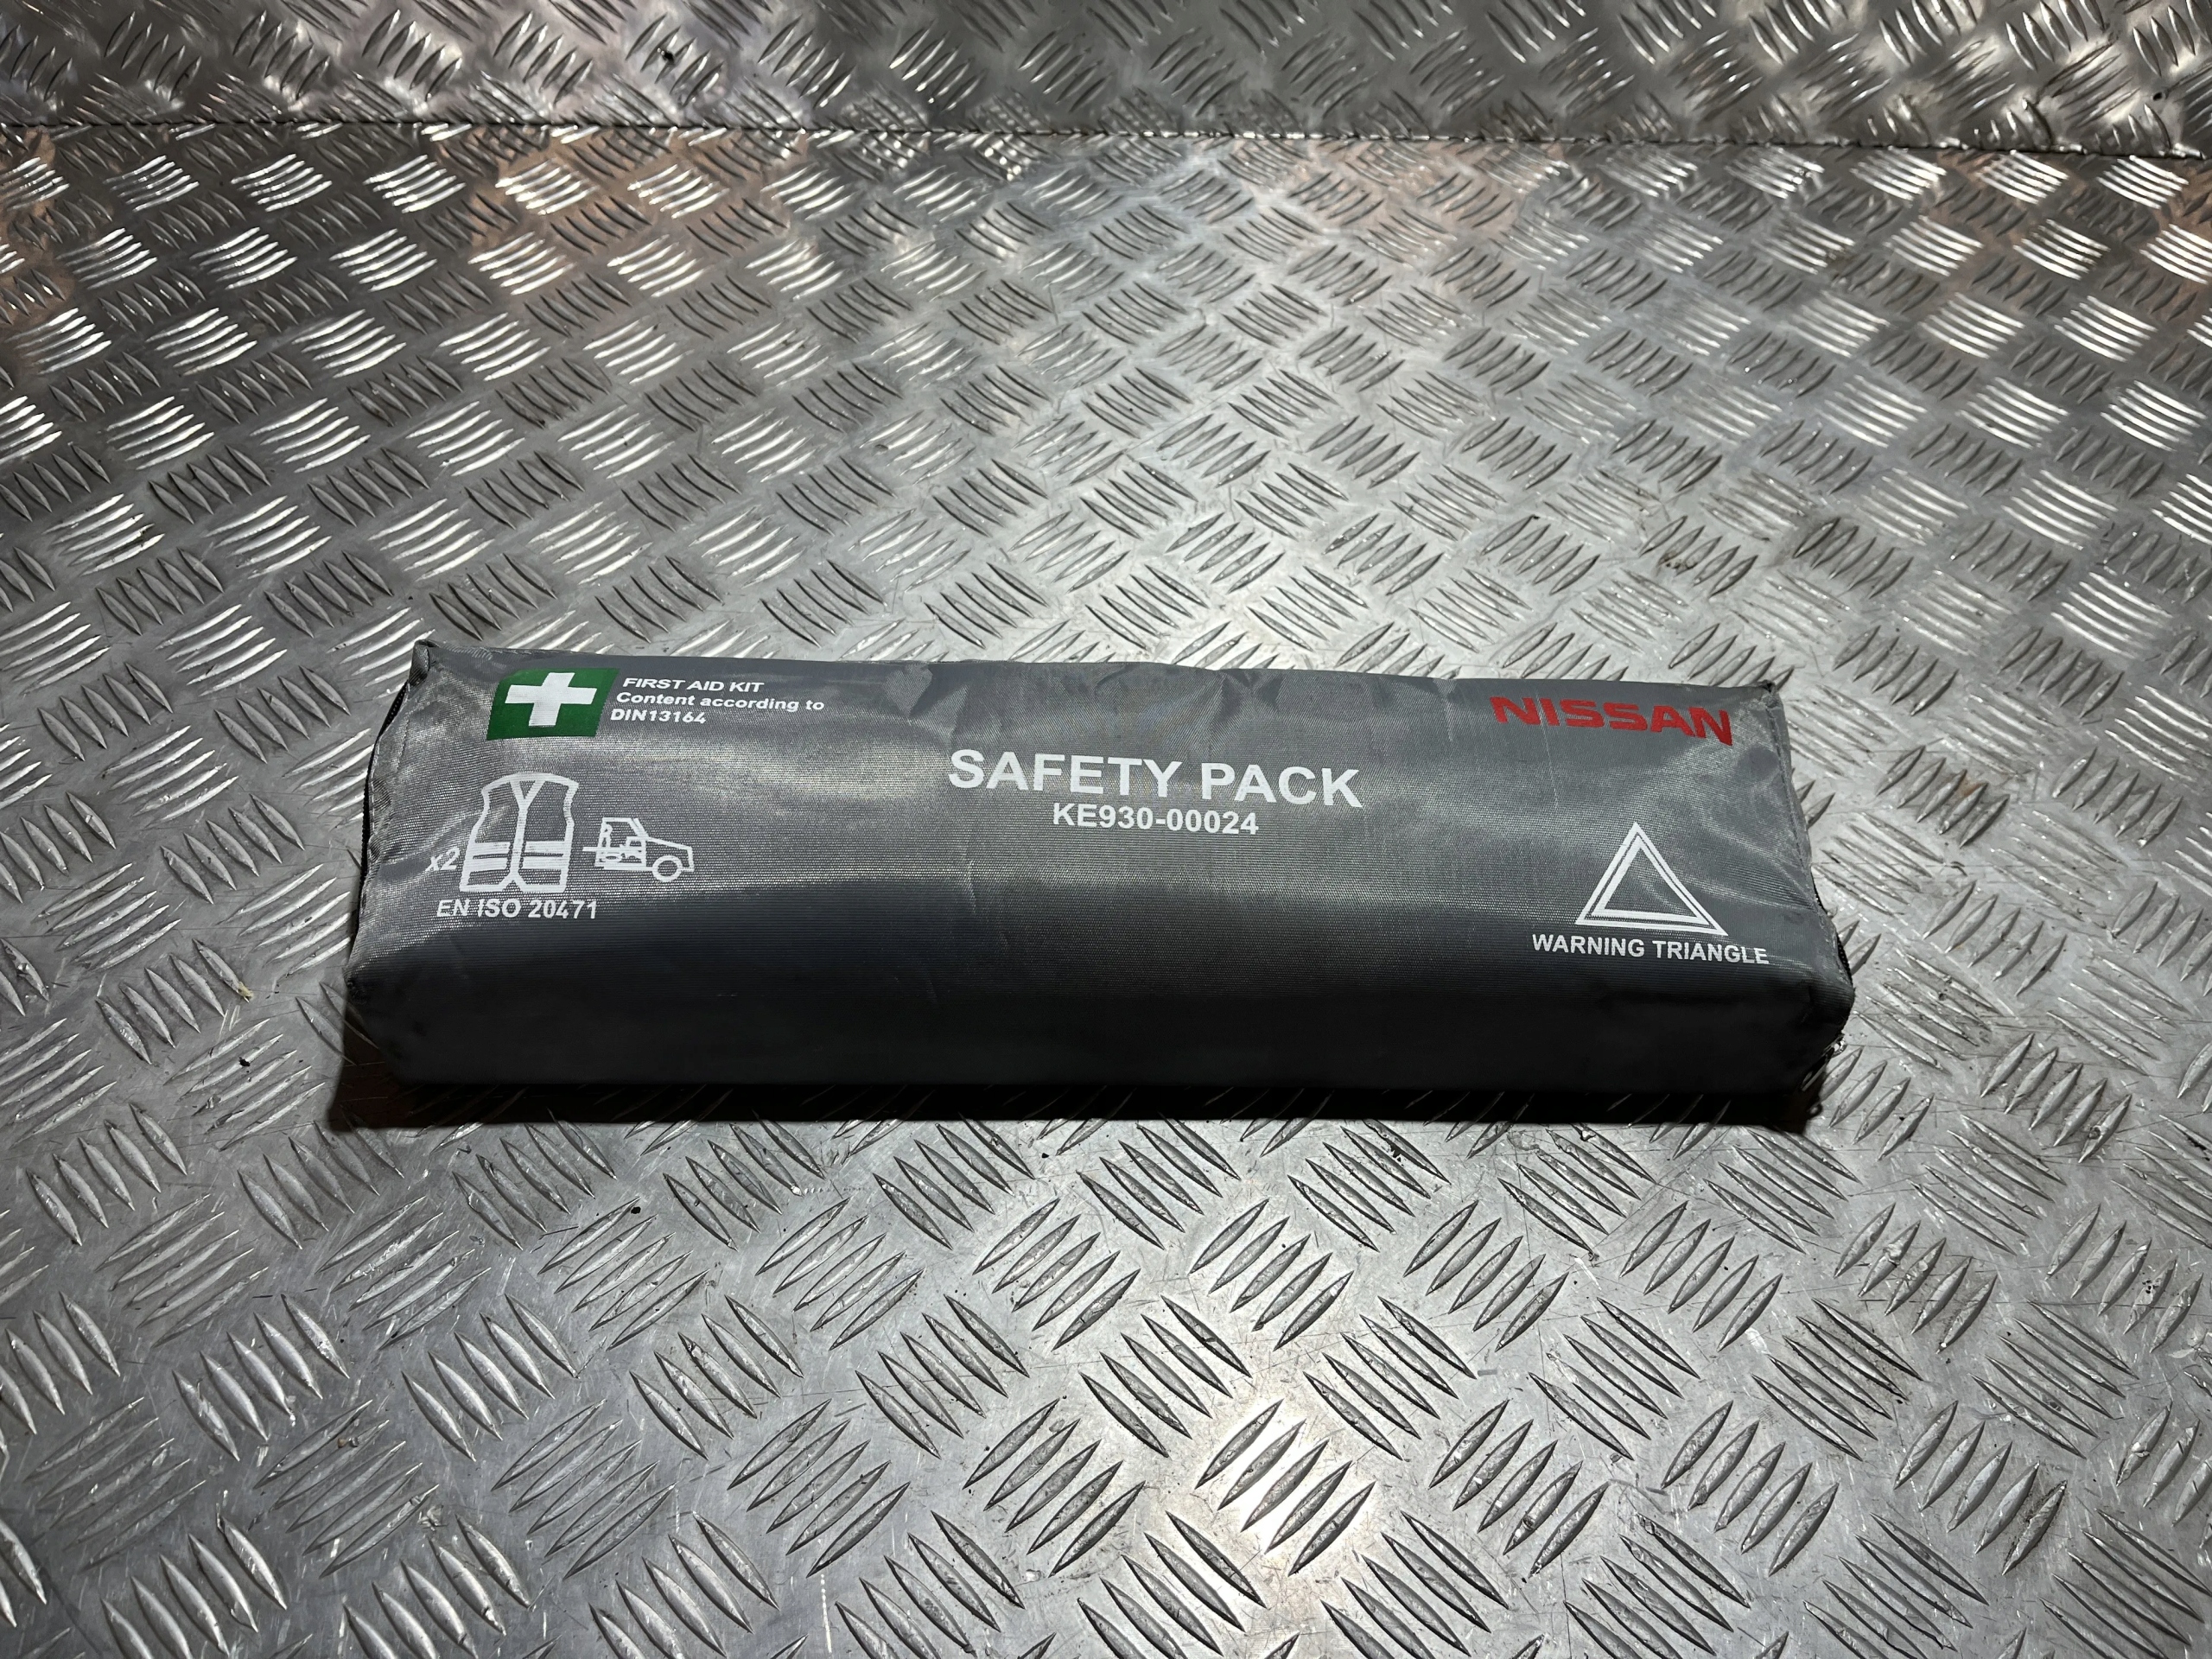 FIRST AID KIT
Content according to
DIN13164
NISSAN
SAFETY PACK
KE930-00024
x2
EN ISO 20471
WARNING TRIANGLE